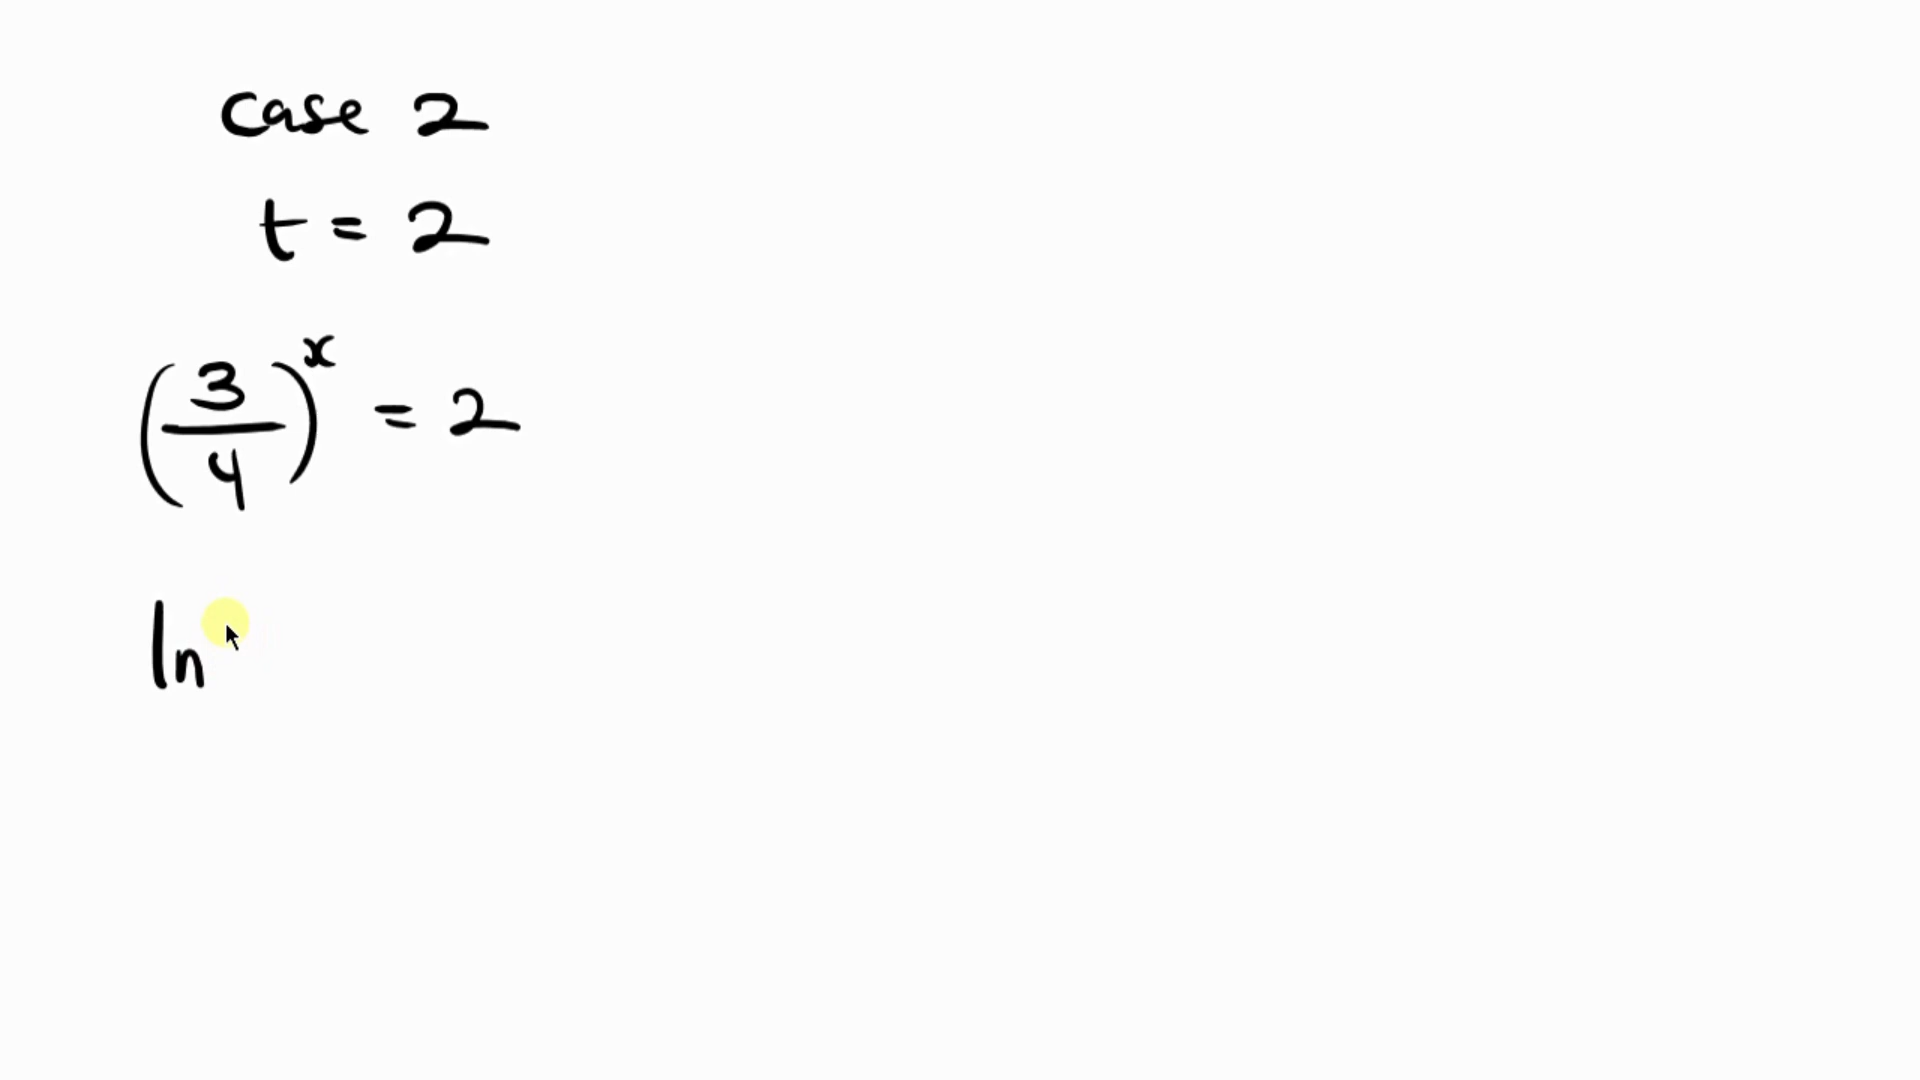 case 2
t = 2
(3/4)^x = 2
ln